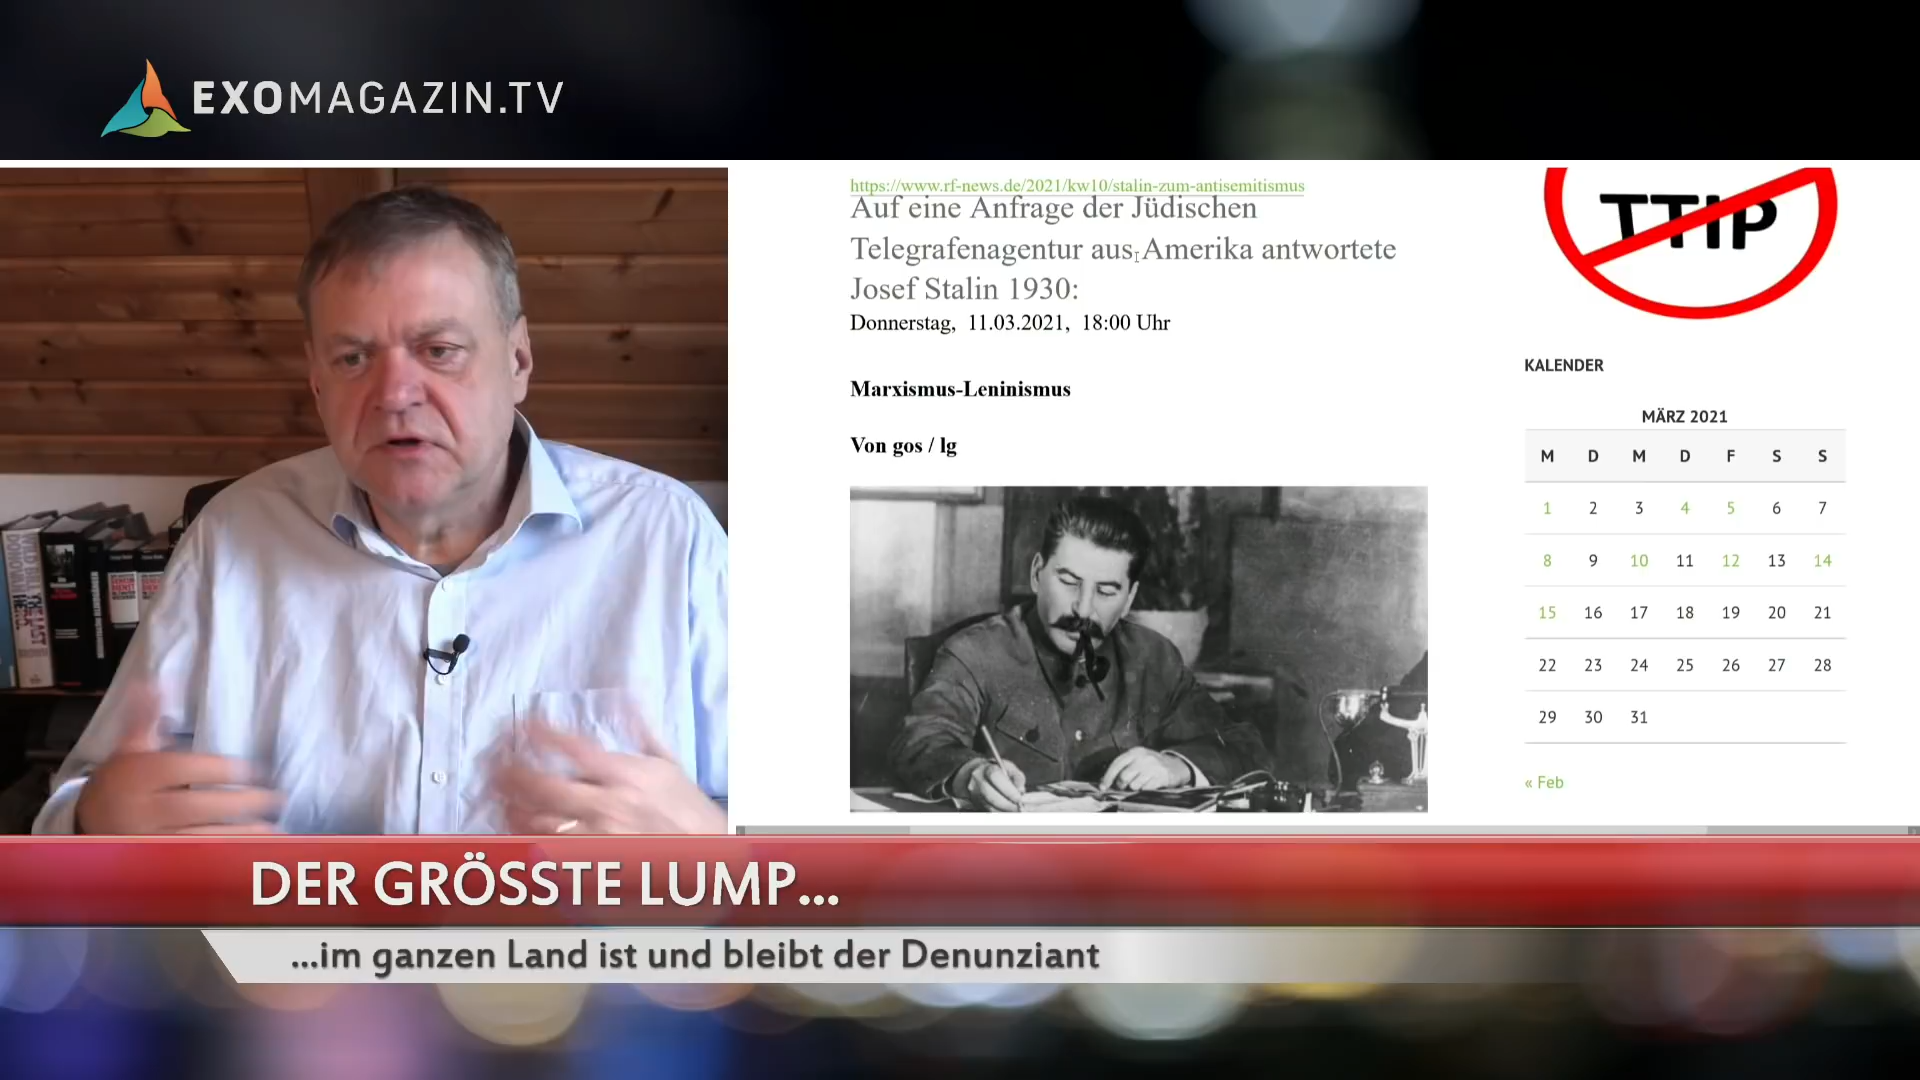 EXOMAGAZIN.TV
https://www.rf-news.de/2021/kw10/stalin-zum-antisemitismus
Auf eine Anfrage der Jüdischen
Telegrafenagentur aus Amerika antwortete
Josef Stalin 1930:
Donnerstag, 11.03.2021, 18:00 Uhr
Marxismus-Leninismus
Von gos / lg
TTIP
KALENDER
MÄRZ 2021
M D M D F S S
1 2 3 4 5 6 7
8 9 10 11 12 13 14
15 16 17 18 19 20 21
22 23 24 25 26 27 28
29 30 31
« Feb
DER GRÖSSTE LUMP...
...im ganzen Land ist und bleibt der Denunziant